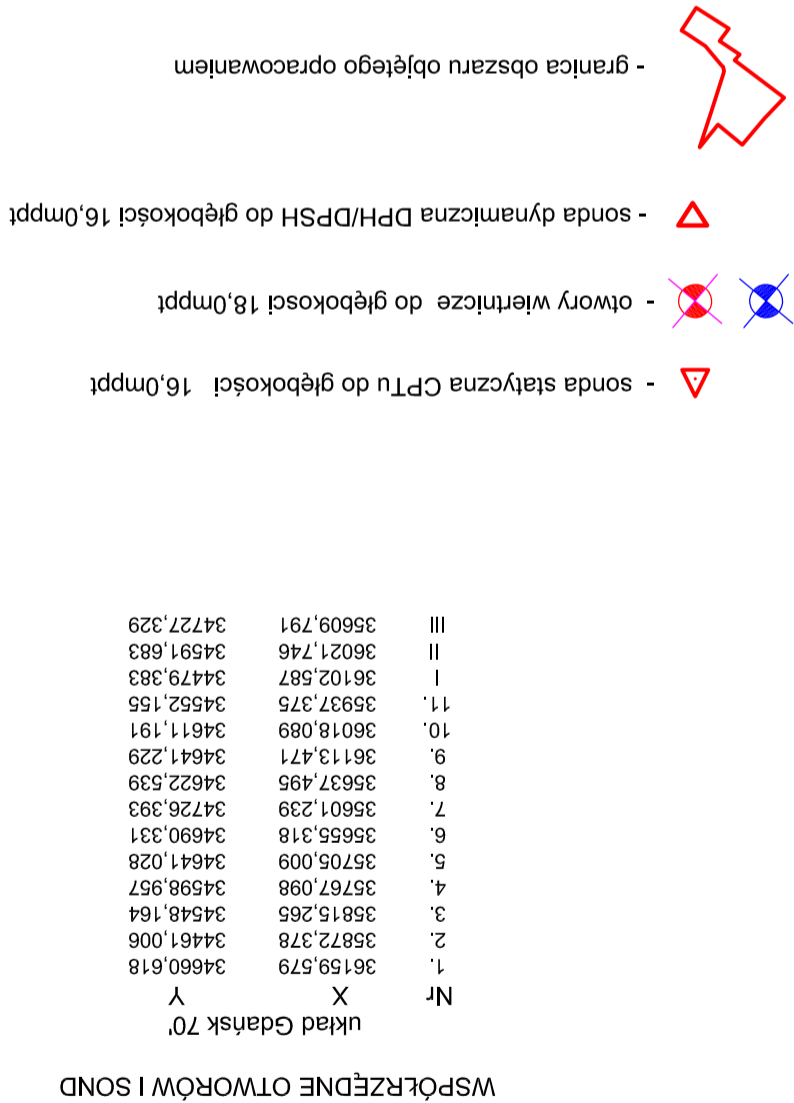 WSPÓŁRZĘDNE OTWORÓW I SOND
układ Gdańsk 70'
Nr X Y
1. 36159,579 34660,618
2. 35872,378 34461,006
3. 35815,265 34548,164
4. 35767,098 34598,957
5. 35705,009 34641,028
6. 35655,318 34690,331
7. 35601,239 34726,393
8. 35637,495 34622,539
9. 36113,471 34641,229
10. 36018,089 34611,191
11. 35937,375 34552,155
I 36102,587 34479,383
II 36021,746 34591,683
III 35609,791 34727,329
- sonda statyczna CPTu do głębokości 16,0mppt
- otwory wiertnicze do głębokosci 18,0mppt
- sonda dynamiczna DPH/DPSH do głębokości 16,0mppt
- granica obszaru objętego opracowaniem